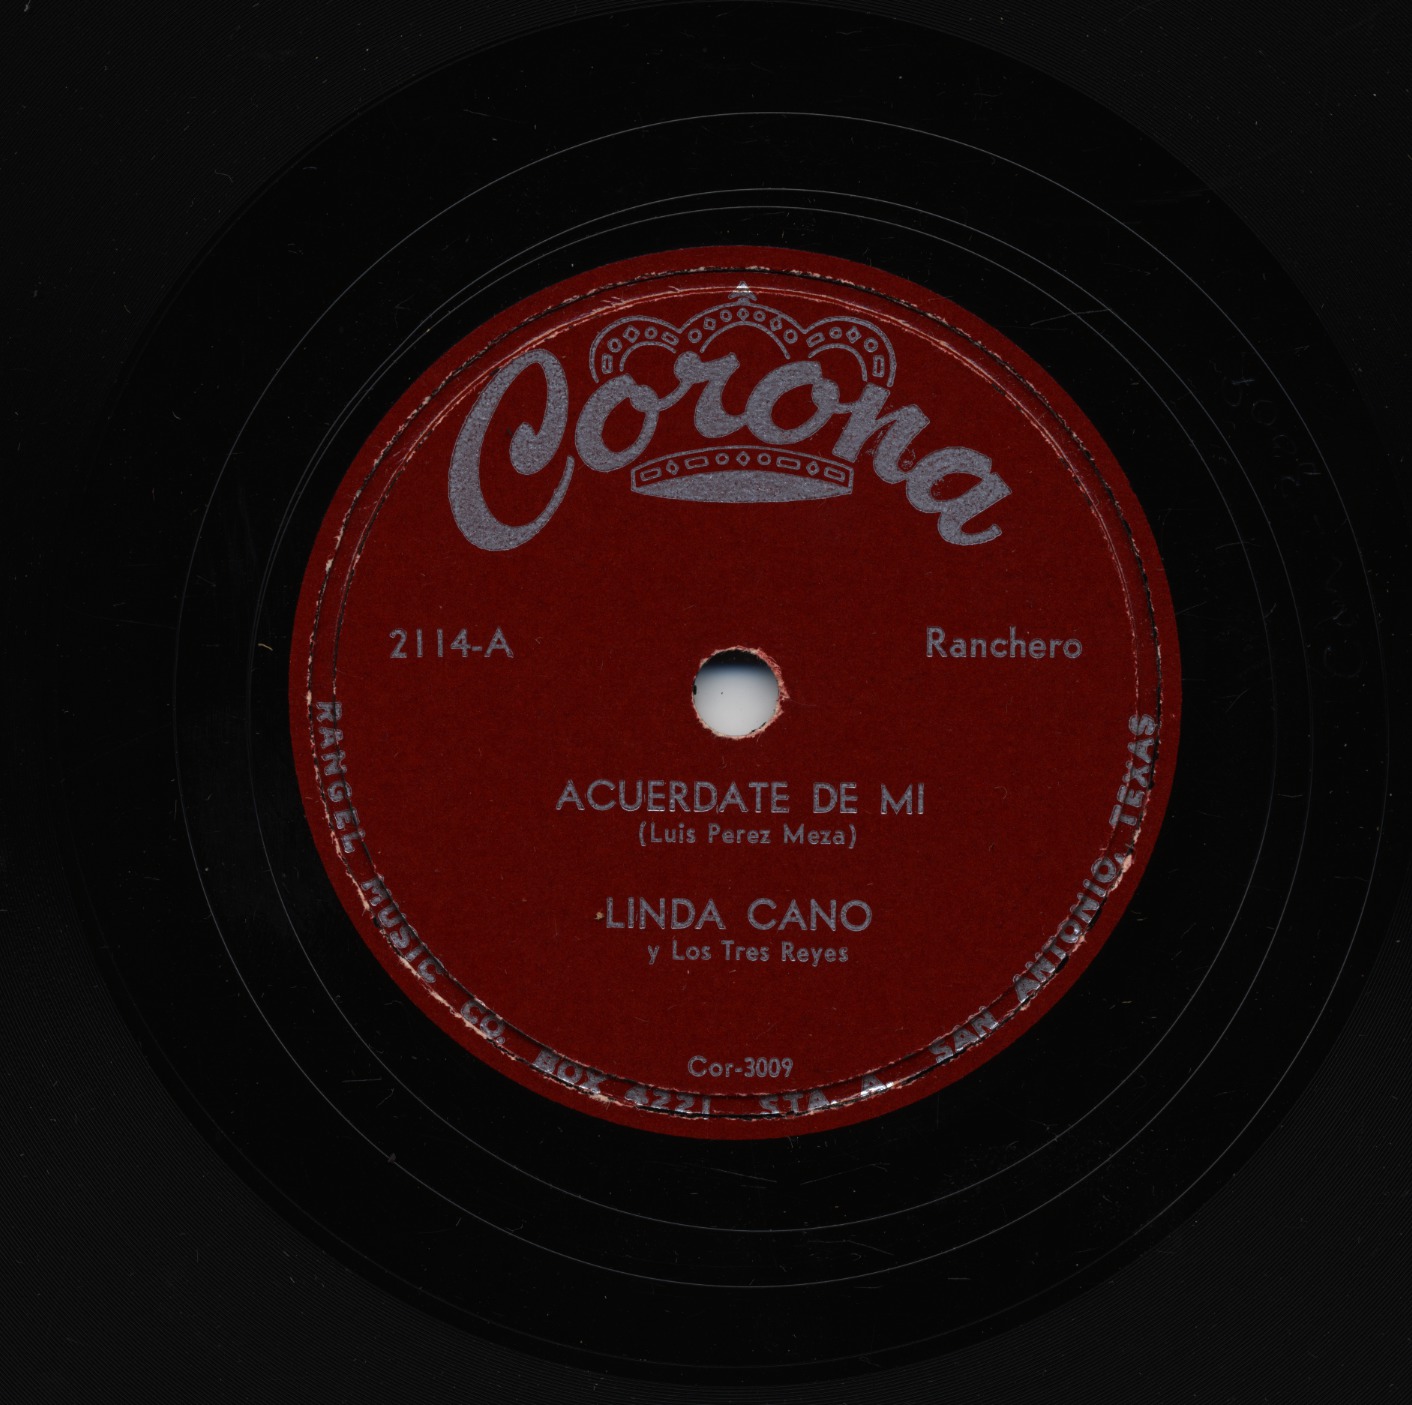 Corona
2114-A
Ranchero
ACUERDATE DE MI
(Luis Perez Meza)
LINDA CANO
y Los Tres Reyes
Cor-3009
RANGEL MUSIC CO. BOX 4221 STA. A. SAN ANTONIO, TEXAS